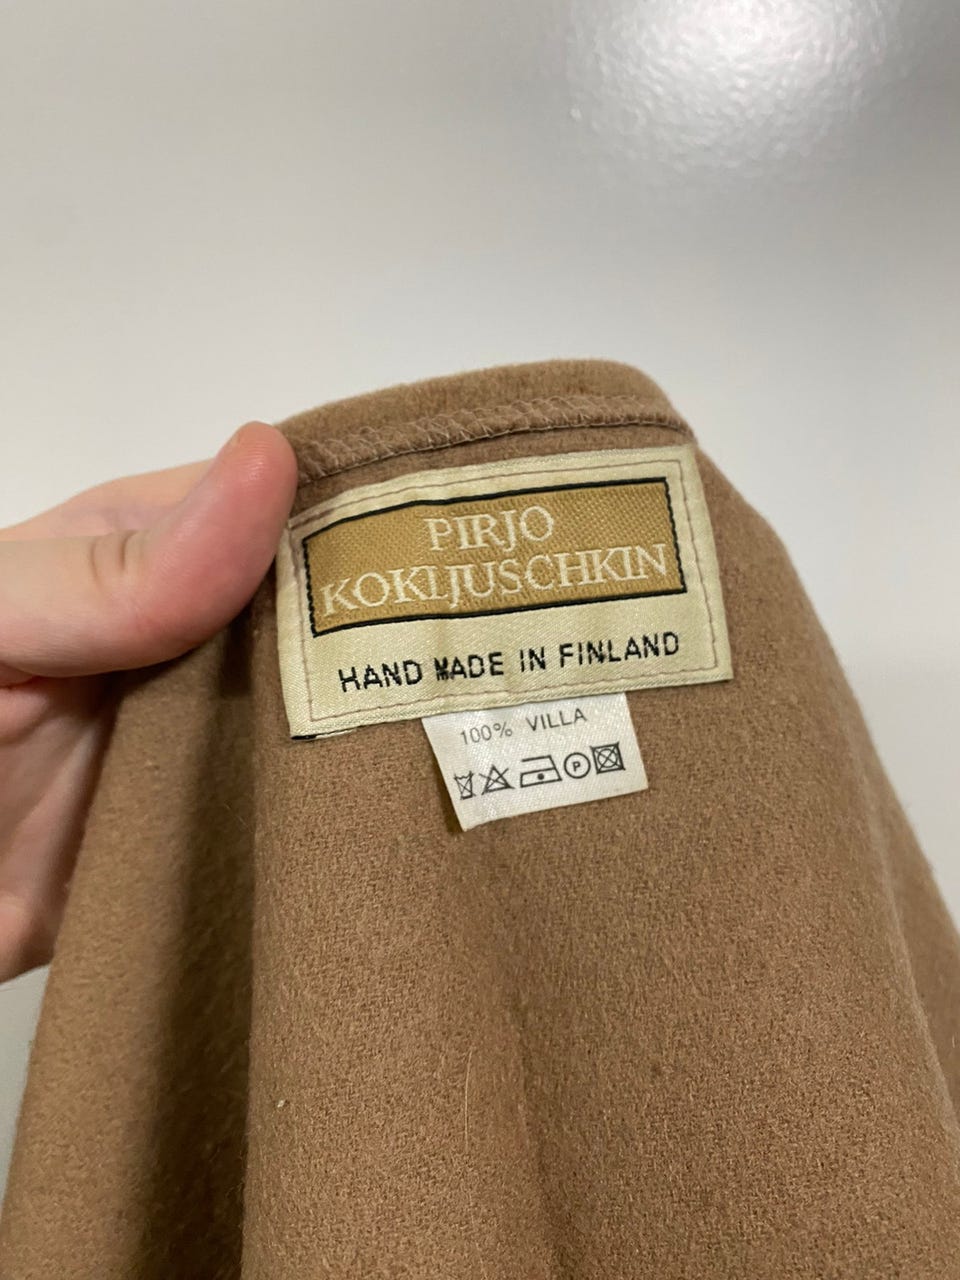 PIRJO
KOKLJUSCHKIN
HAND MADE IN FINLAND
100% VILLA
P